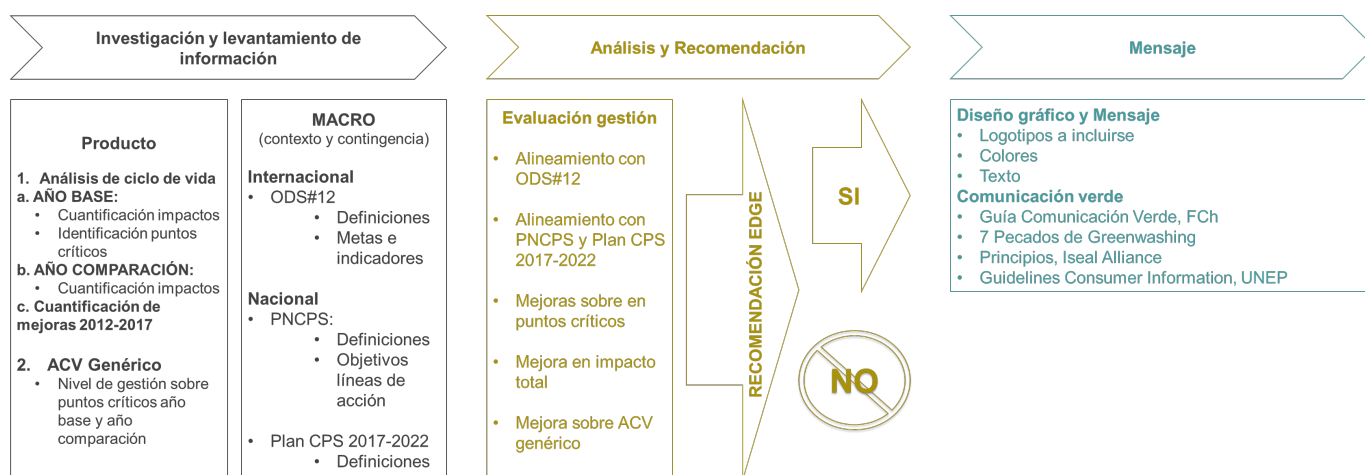 Investigación y levantamiento de
información
Análisis y Recomendación
Mensaje
Producto
1. Análisis de ciclo de vida
a. AÑO BASE:
• Cuantificación impactos
• Identificación puntos
críticos
b. AÑO COMPARACIÓN:
• Cuantificación impactos
c. Cuantificación de
mejoras 2012-2017
2. ACV Genérico
• Nivel de gestión sobre
puntos críticos año
base y año
comparación
MACRO
(contexto y contingencia)
Internacional
• ODS#12
• Definiciones
• Metas e
indicadores
Nacional
• PNCPS:
• Definiciones
• Objetivos
líneas de
acción
• Plan CPS 2017-2022
• Definiciones
Evaluación gestión
• Alineamiento con
ODS#12
• Alineamiento con
PNCPS y Plan CPS
2017-2022
• Mejoras sobre en
puntos críticos
• Mejora en impacto
total
• Mejora sobre ACV
genérico
RECOMENDACIÓN EDGE
SI
NO
Diseño gráfico y Mensaje
• Logotipos a incluirse
• Colores
• Texto
Comunicación verde
• Guía Comunicación Verde, FCh
• 7 Pecados de Greenwashing
• Principios, Iseal Alliance
• Guidelines Consumer Information, UNEP